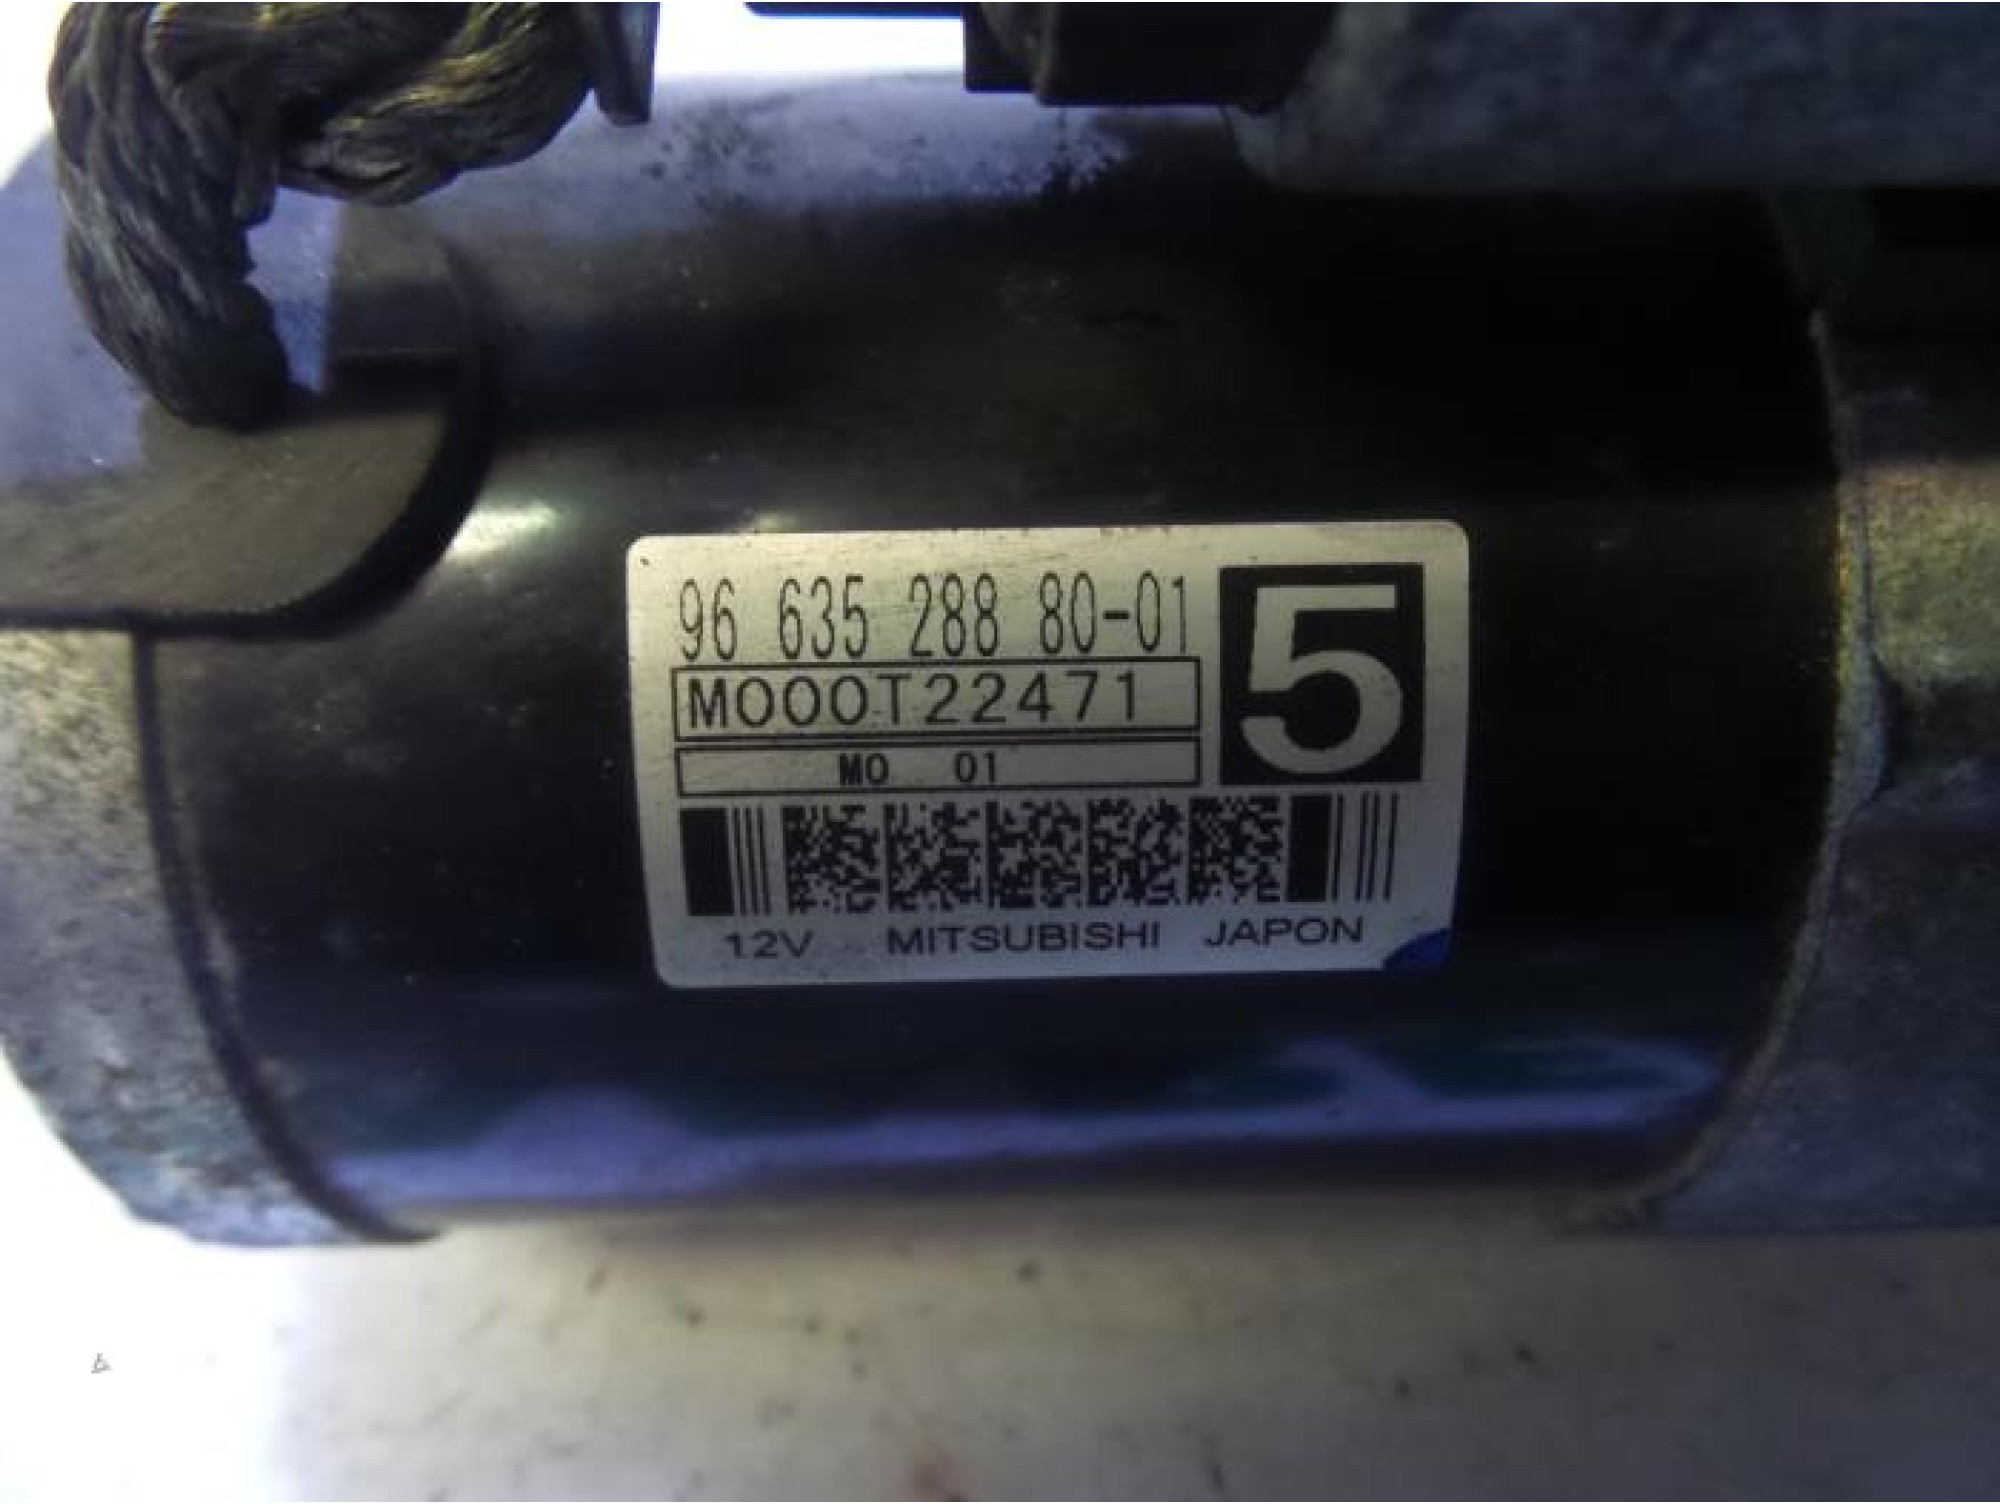 96 635 288 80-01
5
M000T22471
M0 01
12V MITSUBISHI JAPON